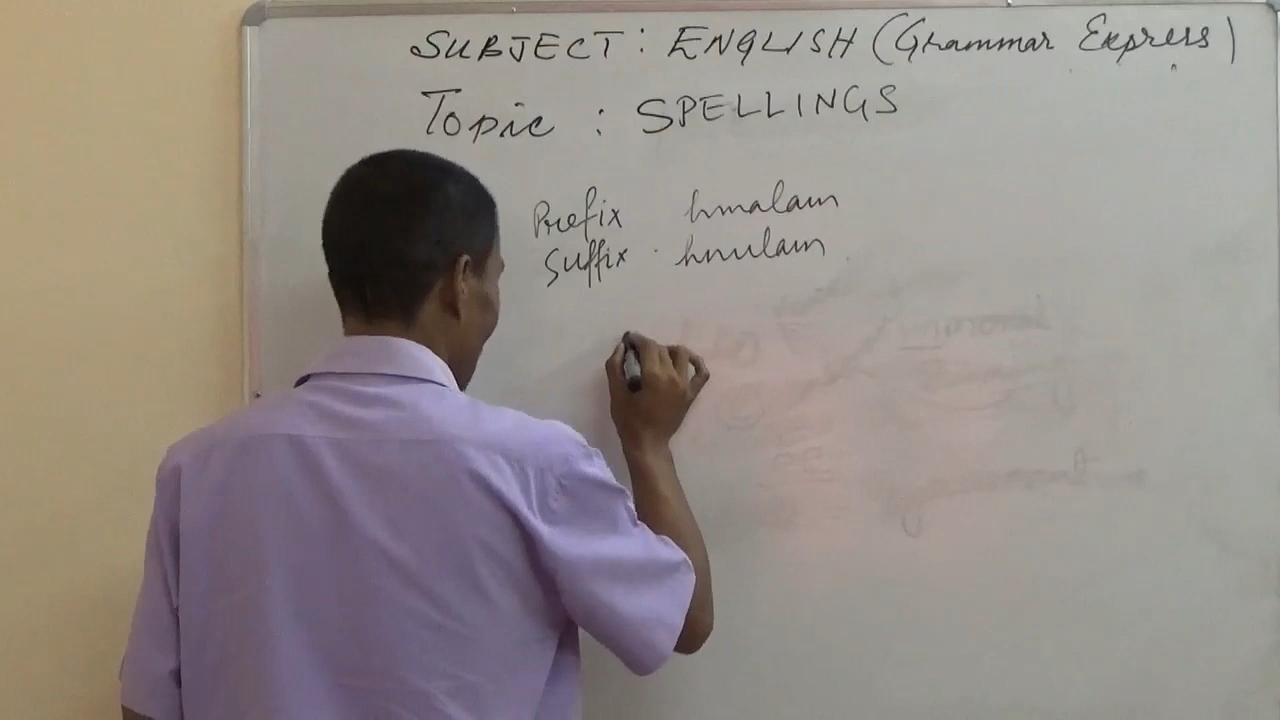 SUBJECT: ENGLISH (Grammar Express)
Topic : SPELLINGS
Prefix hmalam
Suffix . hnulam